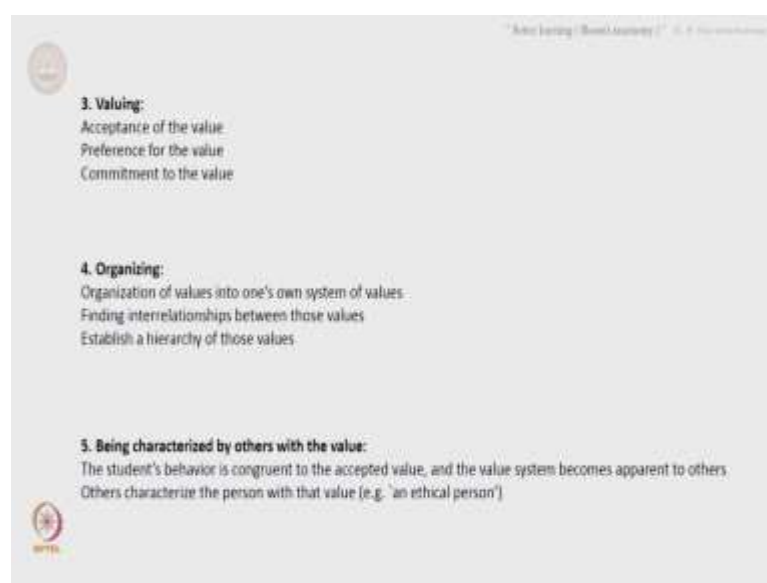 3. Valuing:
Acceptance of the value
Preference for the value
Commitment to the value
4. Organizing:
Organization of values into one's own system of values
Finding interrelationships between those values
Establish a hierarchy of those values
5. Being characterized by others with the value:
The student's behavior is congruent to the accepted value, and the value system becomes apparent to others
Others characterize the person with that value (e.g. 'an ethical person')
NPTEL